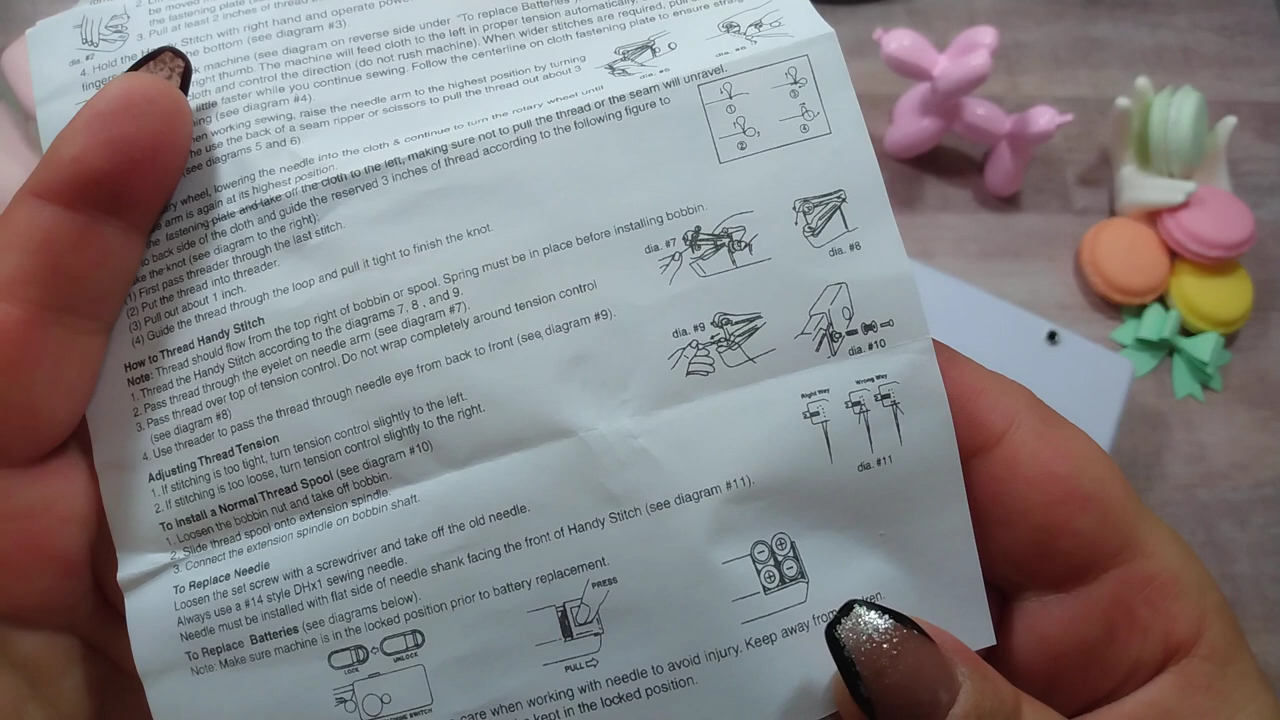 be moved
the fastening plate
3. Pull at least 2 inches of thread
dia. #2
4. Hold the Handy Stitch with right hand and operate
bottom (see diagram #3)
machine (see diagram on reverse side under "To replace Batteries")
right thumb. The machine will feed cloth to the left in proper tension automatically.
and control the direction (do not rush machine). When wider stitches are required,
little faster while you continue sewing. Follow the centerline on cloth fastening plate to ensure
(see diagram #4).
working sewing, raise the needle arm to the highest position by turning
use the back of a seam ripper or scissors to pull the thread out about 3
(see diagrams 5 and 6).
wheel, lowering the needle into the cloth & continue to turn the rotary wheel until
arm is again at its highest position.
fastening plate and take off the cloth to the left, making sure not to pull the thread or the seam will unravel.
back side of the cloth and guide the reserved 3 inches of thread according to the following figure to
the knot (see diagram to the right):
(1) First pass threader through the last stitch.
(2) Put the thread into threader.
(3) Pull out about 1 inch.
(4) Guide the thread through the loop and pull it tight to finish the knot.
How to Thread Handy Stitch
Note: Thread should flow from the top right of bobbin or spool. Spring must be in place before installing bobbin.
1. Thread the Handy Stitch according to the diagrams 7, 8, and 9.
2. Pass through the eyelet on needle arm (see diagram #7).
3. Pass thread over top of tension control. Do not wrap completely around tension control
(see diagram #8)
4. Use threader to pass the thread through needle eye from back to front (see diagram #9).
dia. #7
dia. #8
dia. #9
dia. #10
Adjusting Thread Tension
1. If stitching is too tight, turn tension control slightly to the left.
2. If stitching is too loose, turn tension control slightly to the right.
Right Way
Wrong Way
dia. #11
To Install a Normal Thread Spool (see diagram #10)
1. Loosen the bobbin nut and take off bobbin.
2. Slide thread spool onto extension spindle.
3. Connect the extension spindle on bobbin shaft.
To Replace Needle
Loosen the set screw with a screwdriver and take off the old needle.
Always use a #14 style DHx1 sewing needle.
Needle must be installed with flat side of needle shank facing the front of Handy Stitch (see diagram #11).
To Replace Batteries (see diagrams below).
Note: Make sure machine is in the locked position prior to battery replacement.
LOCK
UNLOCK
PRESS
PULL
SWITCH
care when working with needle to avoid injury. Keep away from
kept in the locked position.